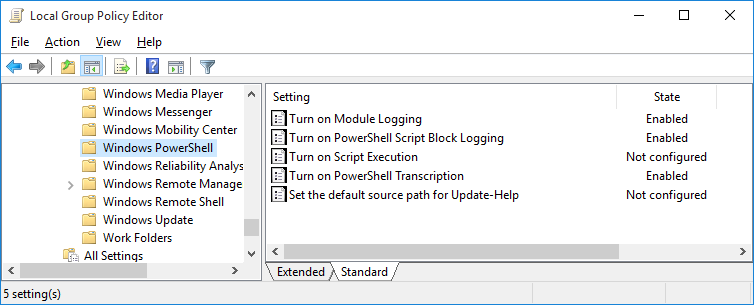 Local Group Policy Editor
File Action View Help
Windows Media Player
Windows Messenger
Windows Mobility Center
Windows PowerShell
Windows Reliability Analys
Windows Remote Manage
Windows Remote Shell
Windows Update
Work Folders
All Settings
Setting State
Turn on Module Logging Enabled
Turn on PowerShell Script Block Logging Enabled
Turn on Script Execution Not configured
Turn on PowerShell Transcription Enabled
Set the default source path for Update-Help Not configured
Extended Standard
5 setting(s)